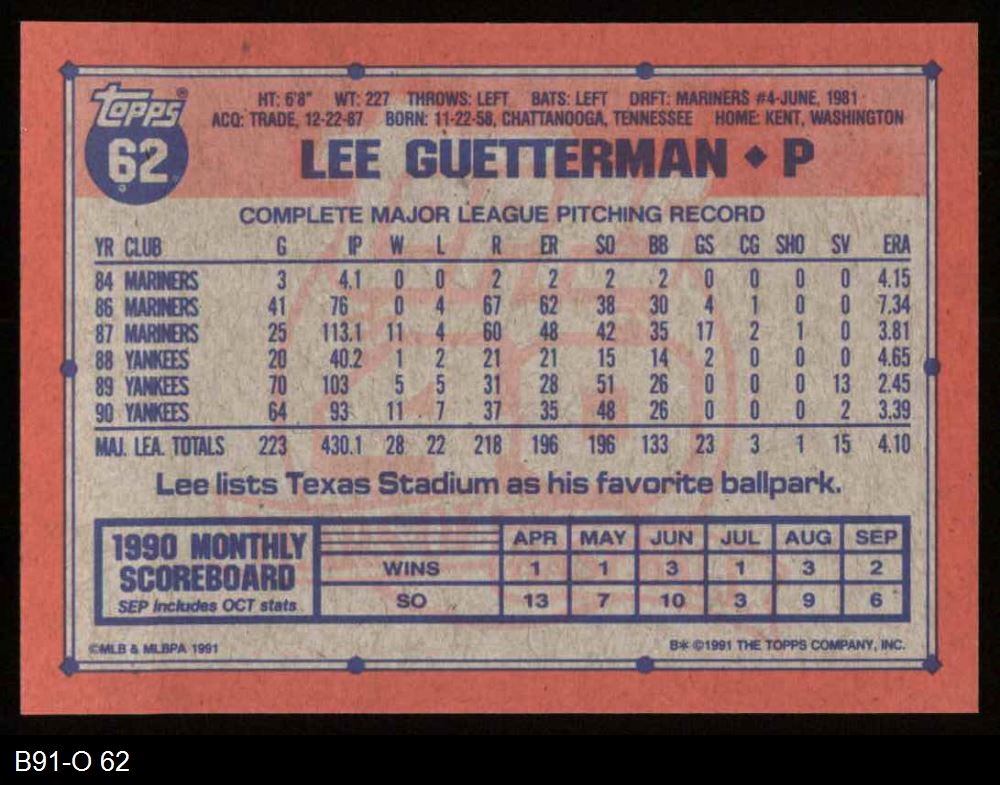 Topps®
62
HT: 6'8" WT: 227 THROWS: LEFT BATS: LEFT DRFT: MARINERS #4-JUNE, 1981
ACQ: TRADE, 12-22-87 BORN: 11-22-58, CHATTANOOGA, TENNESSEE HOME: KENT, WASHINGTON
LEE GUETTERMAN ◆ P
COMPLETE MAJOR LEAGUE PITCHING RECORD
YR CLUB G IP W L R ER SO BB GS CG SHO SV ERA
84 MARINERS 3 4.1 0 0 2 2 2 2 0 0 0 0 4.15
86 MARINERS 41 76 0 4 67 62 38 30 4 1 0 0 7.34
87 MARINERS 25 113.1 11 4 60 48 42 35 17 2 1 0 3.81
88 YANKEES 20 40.2 1 2 21 21 15 14 2 0 0 0 4.65
89 YANKEES 70 103 5 5 31 28 51 26 0 0 0 13 2.45
90 YANKEES 64 93 11 7 37 35 48 26 0 0 0 2 3.39
MAJ. LEA. TOTALS 223 430.1 28 22 218 196 196 133 23 3 1 15 4.10
Lee lists Texas Stadium as his favorite ballpark.
1990 MONTHLY
SCOREBOARD
SEP includes OCT stats
APR MAY JUN JUL AUG SEP
WINS 1 1 3 1 3 2
SO 13 7 10 3 9 6
©MLB & MLBPA 1991
B* ©1991 THE TOPPS COMPANY, INC.
B91-O 62